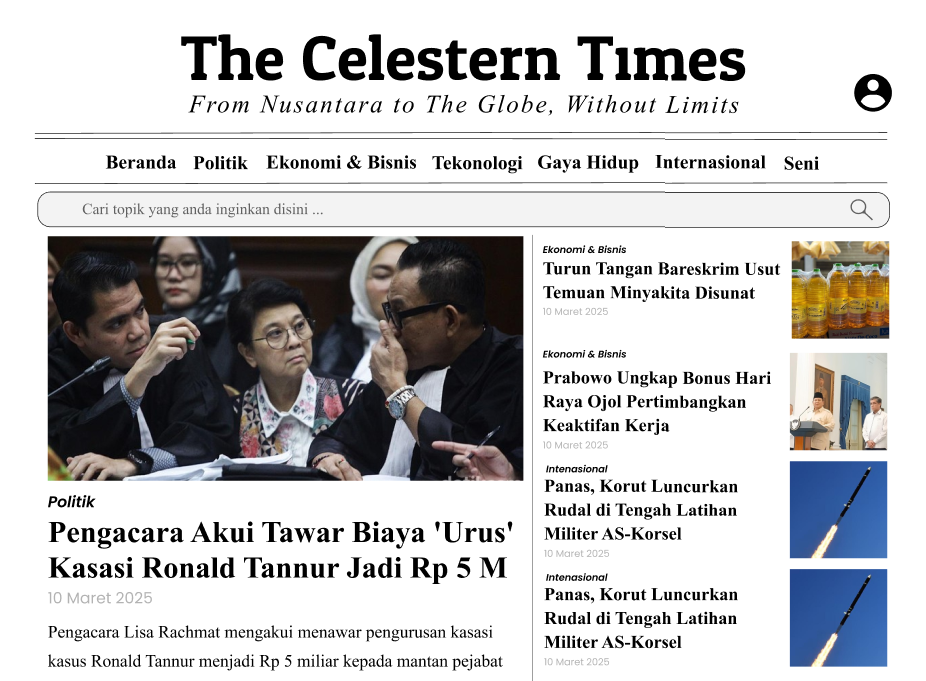 The Celestern Times
From Nusantara to The Globe, Without Limits
Beranda Politik Ekonomi & Bisnis Tekonologi Gaya Hidup Internasional Seni
Cari topik yang anda inginkan disini ...
Politik
Pengacara Akui Tawar Biaya 'Urus'
Kasasi Ronald Tannur Jadi Rp 5 M
10 Maret 2025
Pengacara Lisa Rachmat mengakui menawar pengurusan kasasi
kasus Ronald Tannur menjadi Rp 5 miliar kepada mantan pejabat
Ekonomi & Bisnis
Turun Tangan Bareskrim Usut
Temuan Minyakita Disunat
10 Maret 2025
Ekonomi & Bisnis
Prabowo Ungkap Bonus Hari
Raya Ojol Pertimbangkan
Keaktifan Kerja
10 Maret 2025
Intenasional
Panas, Korut Luncurkan
Rudal di Tengah Latihan
Militer AS-Korsel
10 Maret 2025
Intenasional
Panas, Korut Luncurkan
Rudal di Tengah Latihan
Militer AS-Korsel
10 Maret 2025